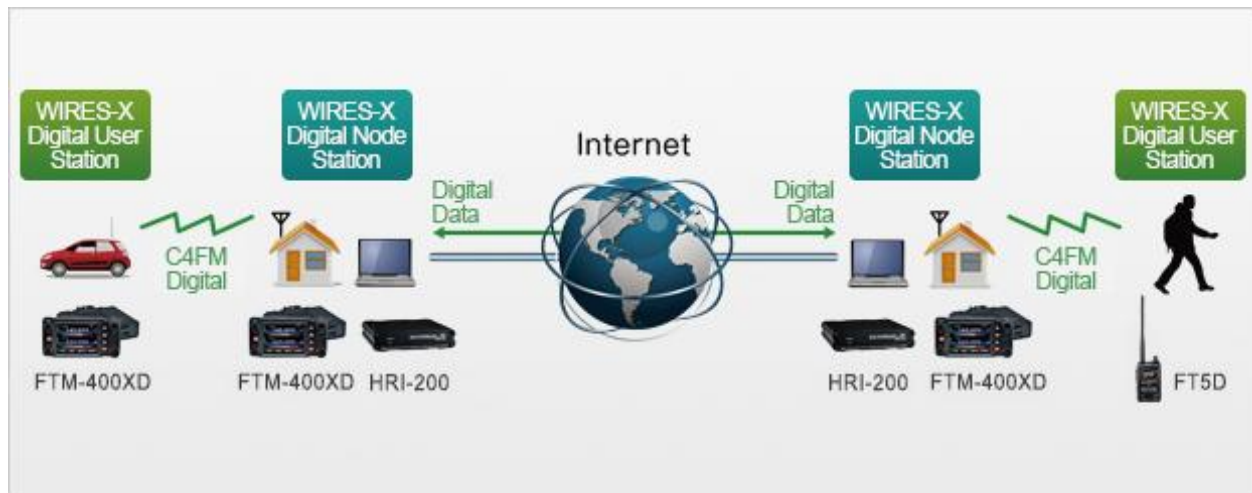 WIRES-X
Digital User
Station
WIRES-X
Digital Node
Station
Internet
WIRES-X
Digital Node
Station
WIRES-X
Digital User
Station
Digital
Data
Digital
Data
C4FM
Digital
C4FM
Digital
FTM-400XD
FTM-400XD
HRI-200
HRI-200
FTM-400XD
FT5D